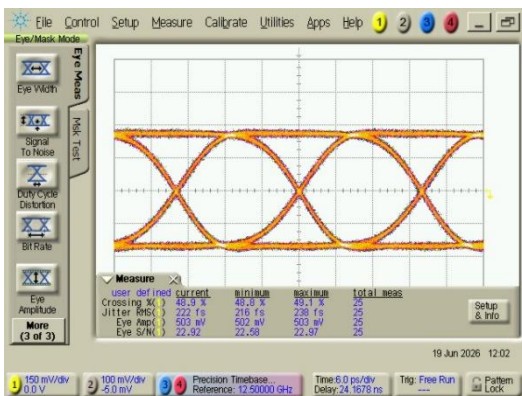 File Control Setup Measure Calibrate Utilities Apps Help 1 2 3 4
Eye/Mask Mode
Eye Meas
Msk Test
Eye Width
Signal
To Noise
Duty Cycle
Distortion
Bit Rate
Eye
Amplitude
More
(3 of 3)
Measure
user defined current minimum maximum total meas
Crossing %(1) 48.9 % 48.8 % 49.1 % 25
Jitter RMS(1) 222 fs 216 fs 238 fs 25
Eye Amp(1) 503 mV 502 mV 503 mV 25
Eye S/N(1) 22.92 22.58 22.97 25
Setup
& Info
19 Jun 2026 12:02
1 150 mV/div
0.0 V
2 100 mV/div
-5.0 mV
3 4 Precision Timebase...
Reference: 12.50000 GHz
Time:6.0 ps/div
Delay:24.1678 ns
Trig: Free Run
---
Pattern
Lock